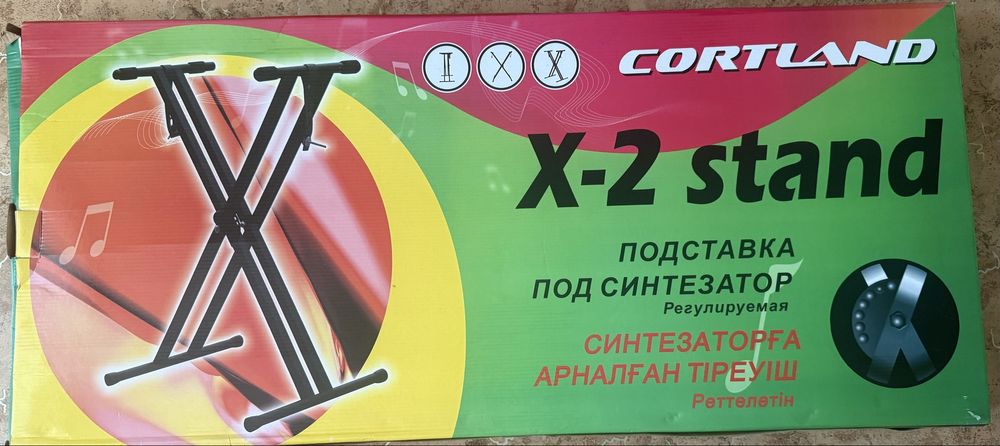 CORTLAND
X-2 stand
ПОДСТАВКА
ПОД СИНТЕЗАТОР
Регулируемая
СИНТЕЗАТОРҒА
АРНАЛҒАН ТІРЕУІШ
Реттелетін